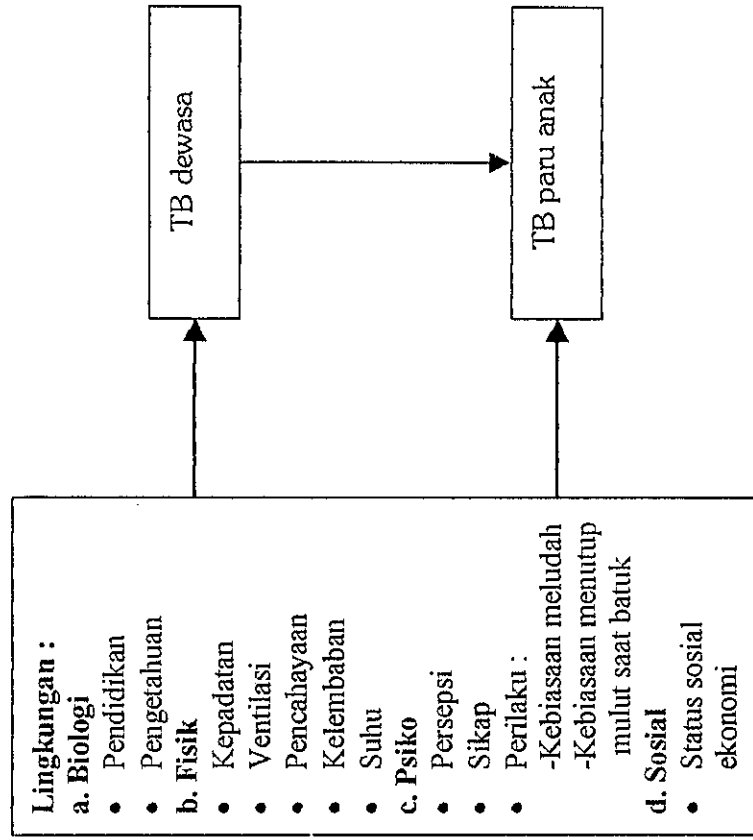 Lingkungan :
a. Biologi
• Pendidikan
• Pengetahuan
b. Fisik
• Kepadatan
• Ventilasi
• Pencahayaan
• Kelembaban
• Suhu
c. Psiko
• Persepsi
• Sikap
• Perilaku :
-Kebiasaan meludah
-Kebiasaan menutup
mulut saat batuk
d. Sosial
• Status sosial
ekonomi
TB dewasa
TB paru anak